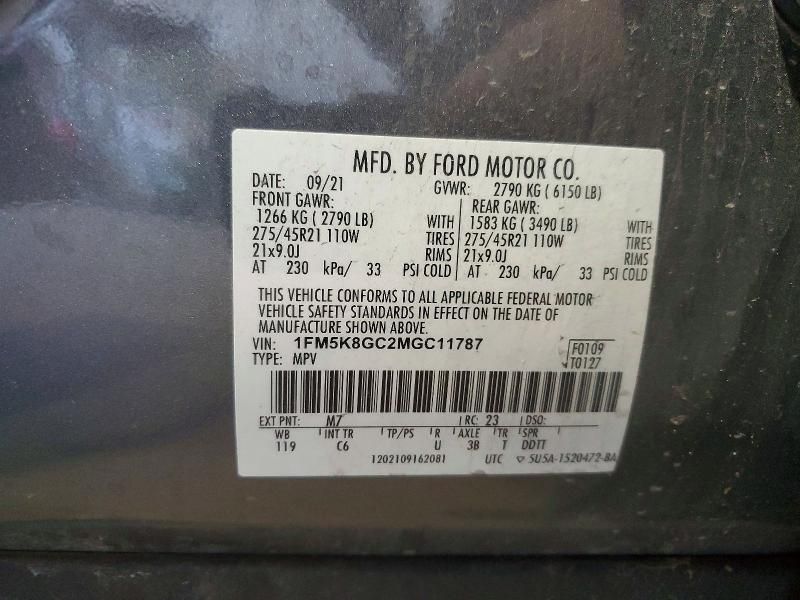 MFD. BY FORD MOTOR CO.
DATE: 09/21 GVWR: 2790 KG ( 6150 LB)
FRONT GAWR: REAR GAWR:
1266 KG ( 2790 LB) WITH 1583 KG ( 3490 LB) WITH
275/45R21 110W TIRES 275/45R21 110W TIRES
21x9.0J RIMS 21x9.0J RIMS
AT 230 kPa/ 33 PSI COLD AT 230 kPa/ 33 PSI COLD
THIS VEHICLE CONFORMS TO ALL APPLICABLE FEDERAL MOTOR
VEHICLE SAFETY STANDARDS IN EFFECT ON THE DATE OF
MANUFACTURE SHOWN ABOVE.
VIN: 1FM5K8GC2MGC11787 F0109
TYPE: MPV T0127
EXT PNT: M7 RC: 23 DSO:
WB INT TR TP/PS R AXLE TR SPR
119 C6 U 3B T DDTT
1202109162081 UTC ▽ 5U5A-1520472-BA